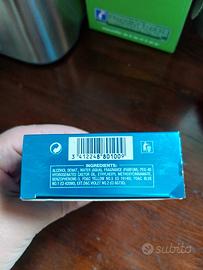 3 412248 801009
INGREDIENTS:
ALCOHOL DENAT., WATER (AQUA), FRAGRANCE (PARFUM), PEG-40
HYDROGENATED CASTOR OIL, ETHYLHEXYL METHOXYCINNAMATE,
BENZOPHENONE-3, FD&C YELLOW NO.5 (CI 19140), FD&C BLUE
NO.1 (CI 42090), EXT. D&C VIOLET NO.2 (CI 60730).
subito